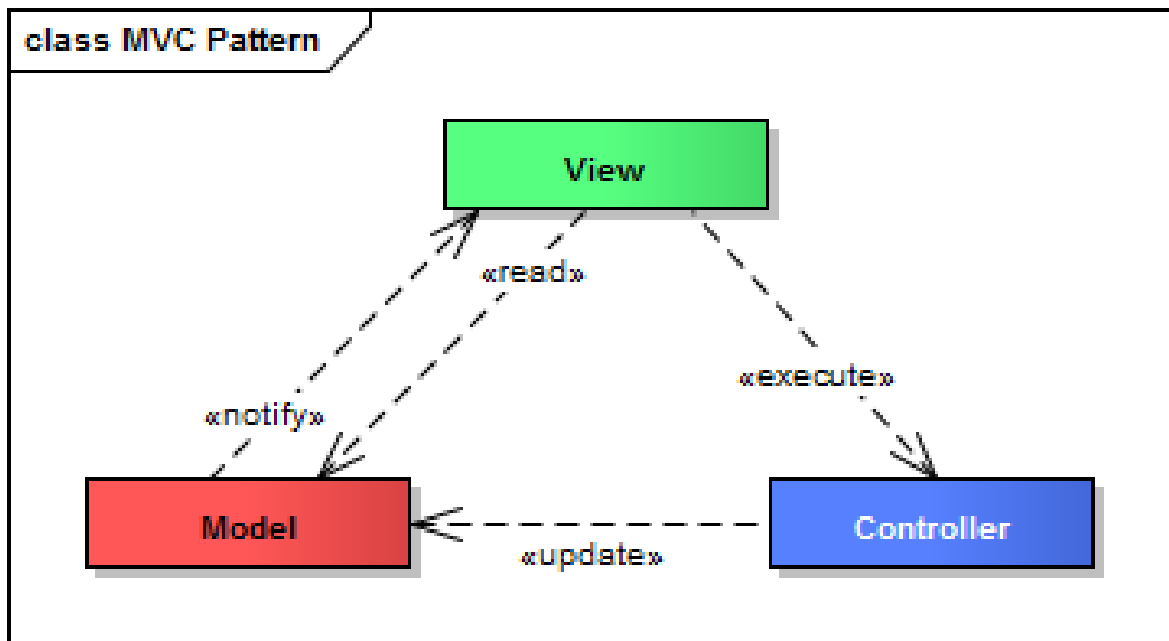 class MVC Pattern
View
«read»
«execute»
«notify»
Model
Controller
«update»